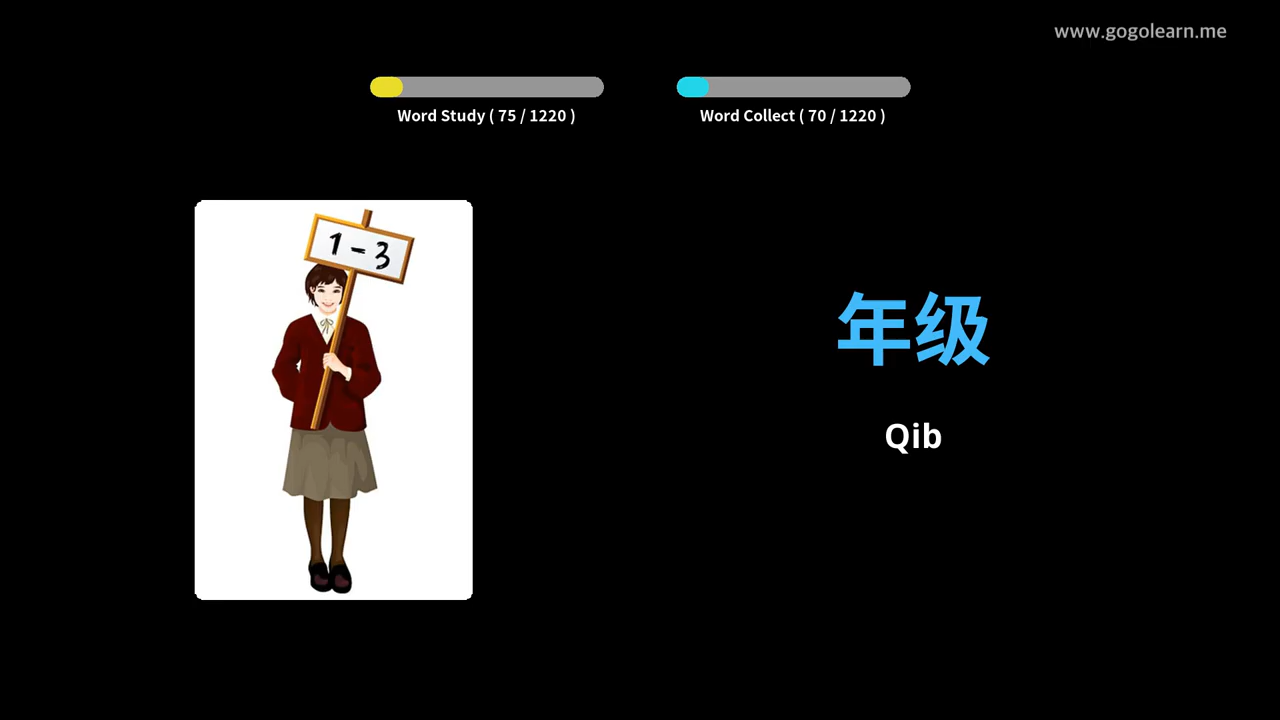 www.gogolearn.me
Word Study ( 75 / 1220 )
Word Collect ( 70 / 1220 )
1 - 3
年级
Qib